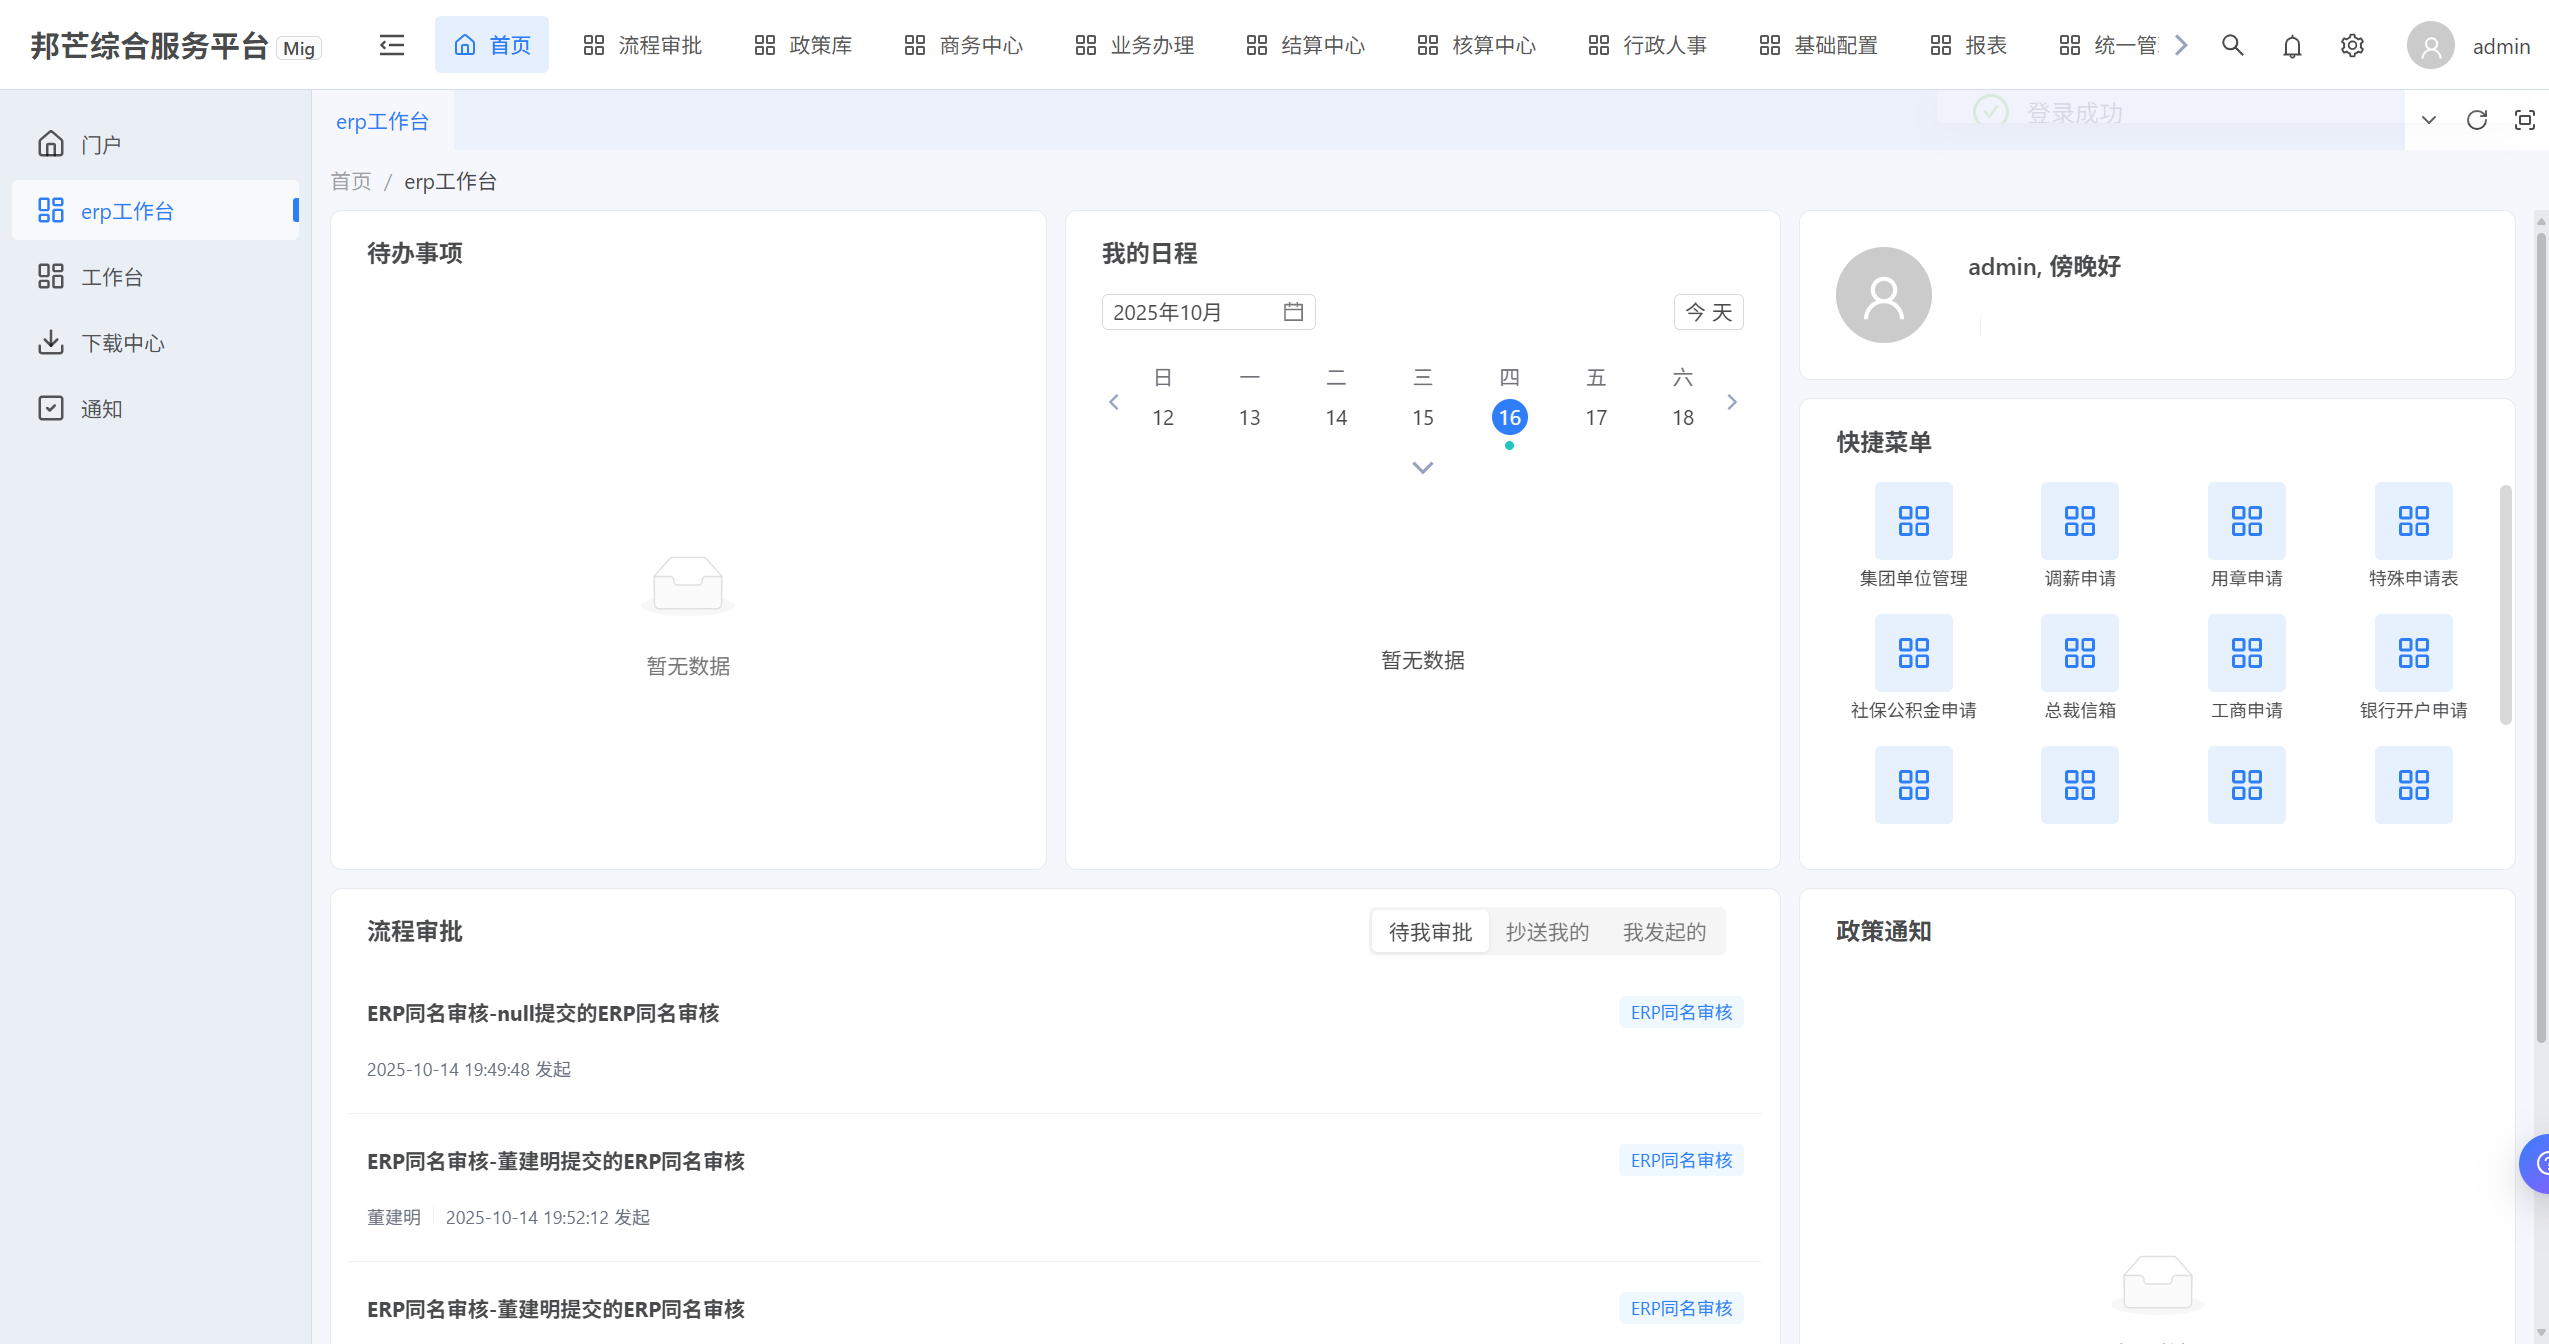 邦芒综合服务平台 Mig
首页 流程审批 政策库 商务中心 业务办理 结算中心 核算中心 行政人事 基础配置 报表 统一管 admin
门户
erp工作台
工作台
下载中心
通知
erp工作台
登录成功
首页 / erp工作台
待办事项
暂无数据
我的日程
2025年10月
今天
日 一 二 三 四 五 六
12 13 14 15 16 17 18
暂无数据
admin, 傍晚好
快捷菜单
集团单位管理 调薪申请 用章申请 特殊申请表
社保公积金申请 总裁信箱 工商申请 银行开户申请
流程审批
待我审批 抄送我的 我发起的
ERP同名审核-null提交的ERP同名审核 ERP同名审核
2025-10-14 19:49:48 发起
ERP同名审核-董建明提交的ERP同名审核 ERP同名审核
董建明 2025-10-14 19:52:12 发起
ERP同名审核-董建明提交的ERP同名审核 ERP同名审核
政策通知